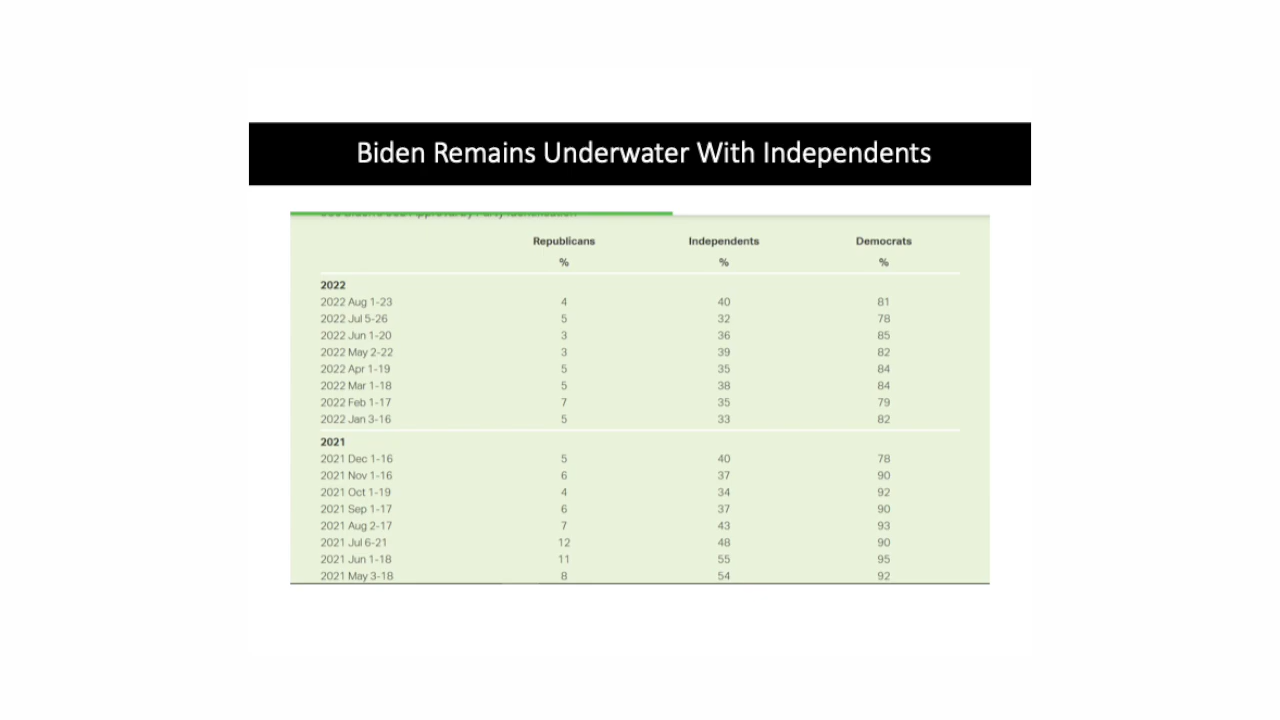 Biden Remains Underwater With Independents
Republicans Independents Democrats
% % %
2022
2022 Aug 1-23 4 40 81
2022 Jul 5-26 5 32 78
2022 Jun 1-20 3 36 85
2022 May 2-22 3 39 82
2022 Apr 1-19 5 35 84
2022 Mar 1-18 5 38 84
2022 Feb 1-17 7 35 79
2022 Jan 3-16 5 33 82
2021
2021 Dec 1-16 5 40 78
2021 Nov 1-16 6 37 90
2021 Oct 1-19 4 34 92
2021 Sep 1-17 6 37 90
2021 Aug 2-17 7 43 93
2021 Jul 6-21 12 48 90
2021 Jun 1-18 11 55 95
2021 May 3-18 8 54 92